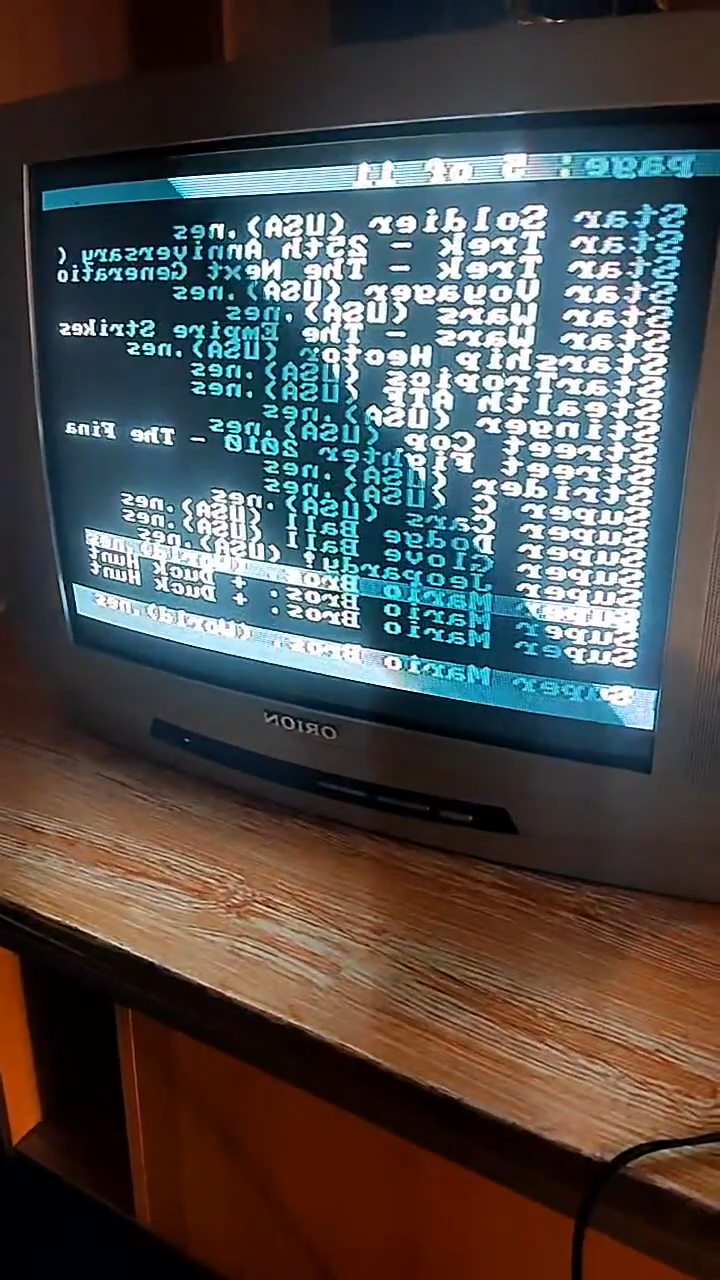 page: 5 of 11
Star Soldier (USA).nes
Star Trek - 25th Anniversary (
Star Trek - The Next Generatio
Star Voyager (USA).nes
Star Wars (USA).nes
Star Wars - The Empire Strikes
Starship Hector (USA).nes
StarTropics (USA).nes
Stealth ATF (USA).nes
Stinger (USA).nes
Street Cop (USA).nes
Street Fighter 2010 - The Fina
Strider (USA).nes
Super C (USA).nes
Super Cars (USA).nes
Super Dodge Ball (USA).nes
Super Glove Ball (USA).nes
Super Jeopardy! (USA).nes
Super Mario Bros. (World).nes
Super Mario Bros. + Duck Hunt
Super Mario Bros. + Duck Hunt
Super Mario Bros. (World).nes
ORION